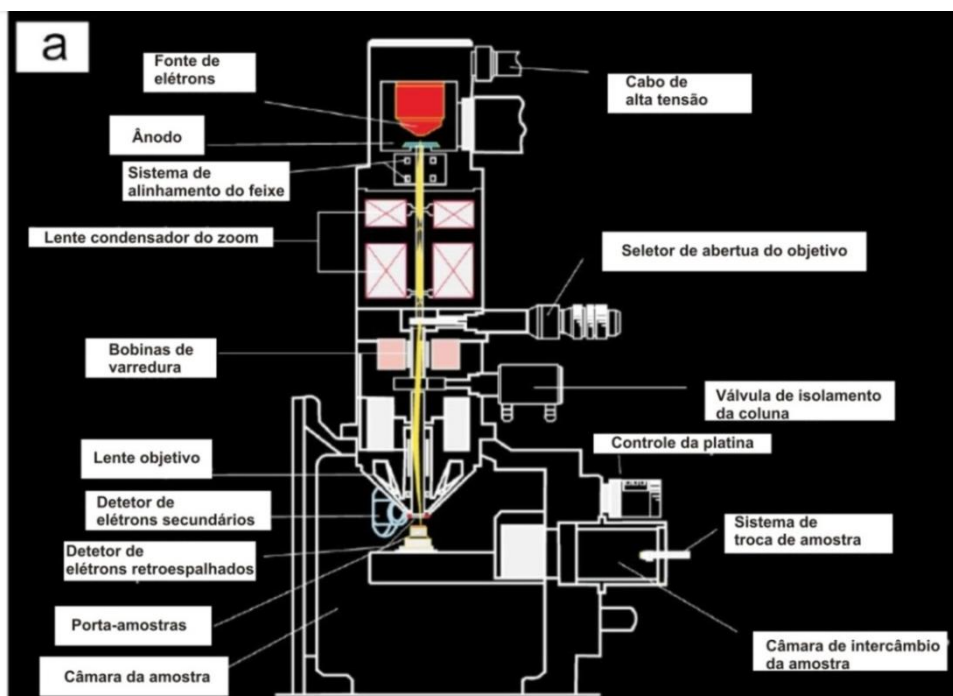 a
Fonte de
elétrons
Cabo de
alta tensão
Ânodo
Sistema de
alinhamento do feixe
Lente condensador do zoom
Seletor de abertua do objetivo
Bobinas de
varredura
Válvula de isolamento
da coluna
Controle da platina
Lente objetivo
Detetor de
elétrons secundários
Sistema de
troca de amostra
Detetor de
elétrons retroespalhados
Porta-amostras
Câmara de intercâmbio
da amostra
Câmara da amostra